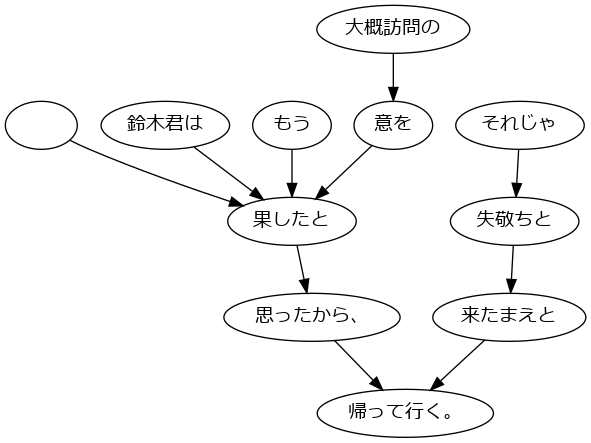 大概訪問の
鈴木君は
もう
意を
それじゃ
果したと
失敬ちと
思ったから、
来たまえと
帰って行く。